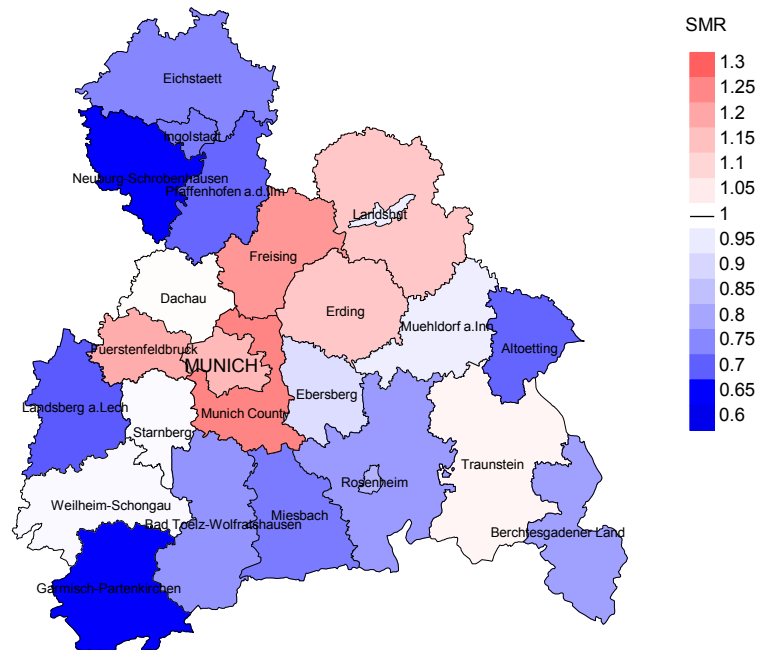 SMR
1.3
1.25
1.2
1.15
1.1
1.05
1
0.95
0.9
0.85
0.8
0.75
0.7
0.65
0.6
Eichstaett
Ingolstadt
Neuburg-Schrobenhausen
Pfaffenhofen a.d.Ilm
Landshut
Freising
Dachau
Erding
Muehldorf a.Inn
Altoetting
Fuerstenfeldbruck
MUNICH
Ebersberg
Landsberg a.Lech
Munich County
Starnberg
Traunstein
Rosenheim
Weilheim-Schongau
Miesbach
Bad Toelz-Wolfratshausen
Berchtesgadener Land
Garmisch-Partenkirchen